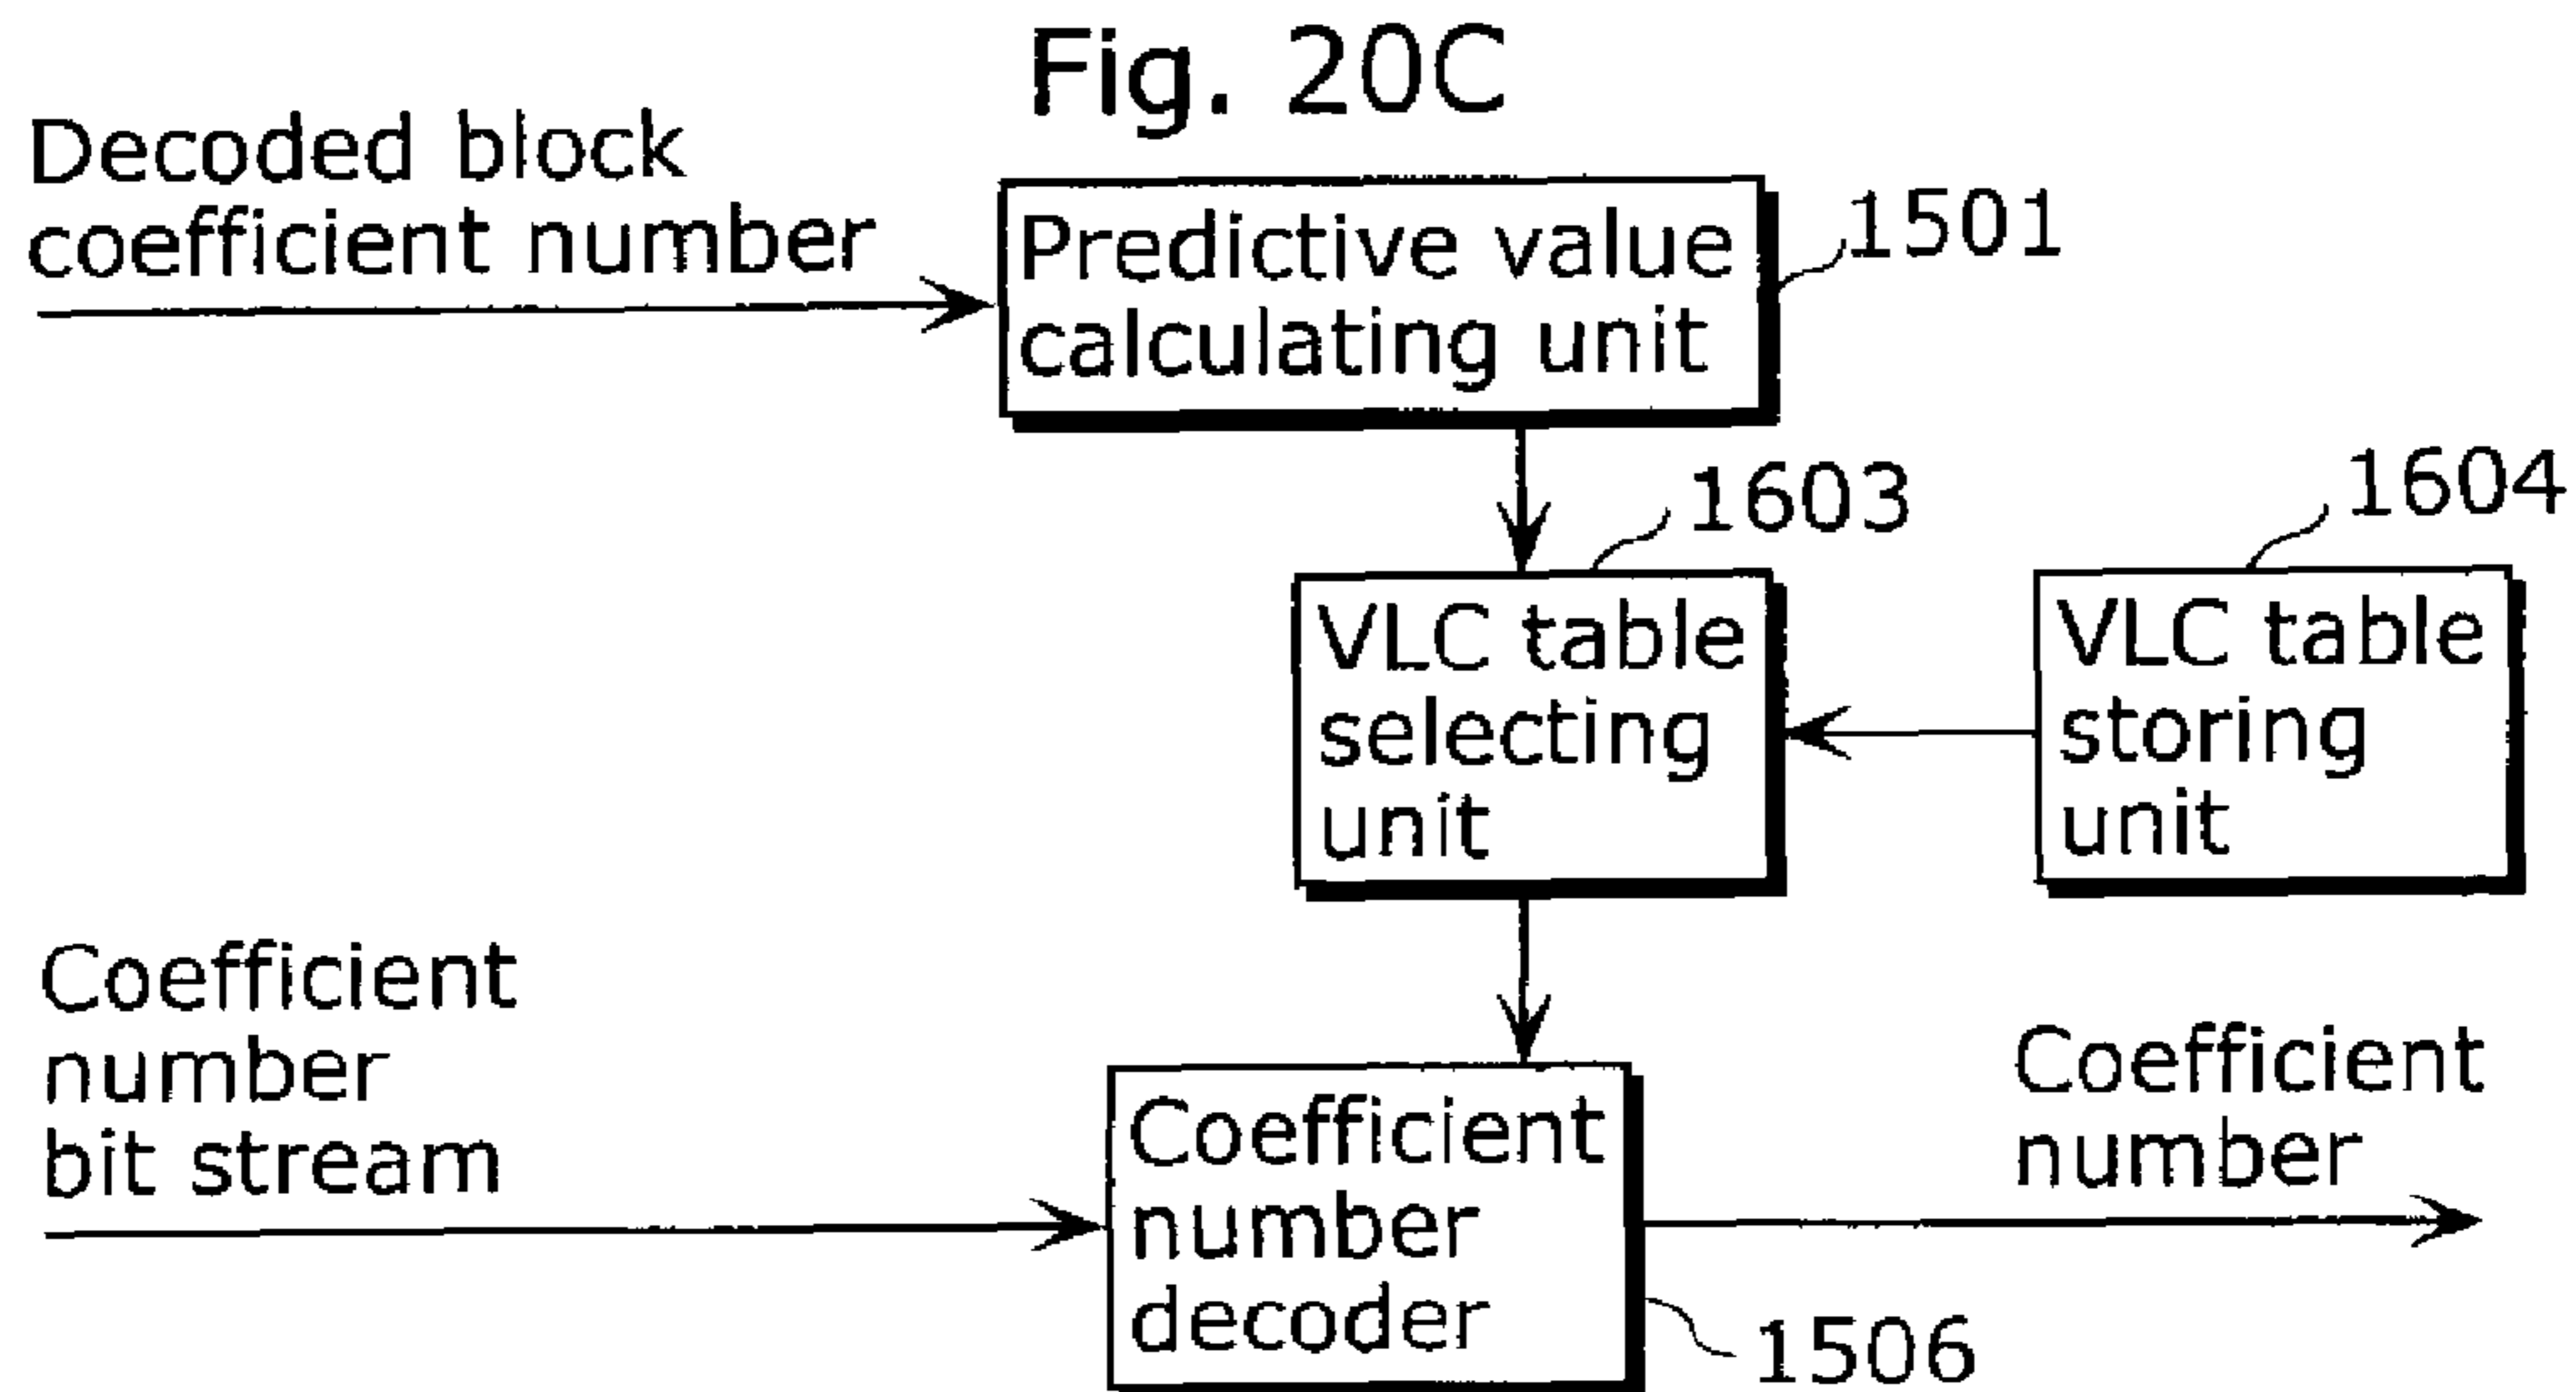 Fig. 20C
Decoded block
coefficient number
Predictive value
calculating unit
1501
1603
1604
VLC table
selecting
unit
VLC table
storing
unit
Coefficient
number
bit stream
Coefficient
number
decoder
Coefficient
number
1506